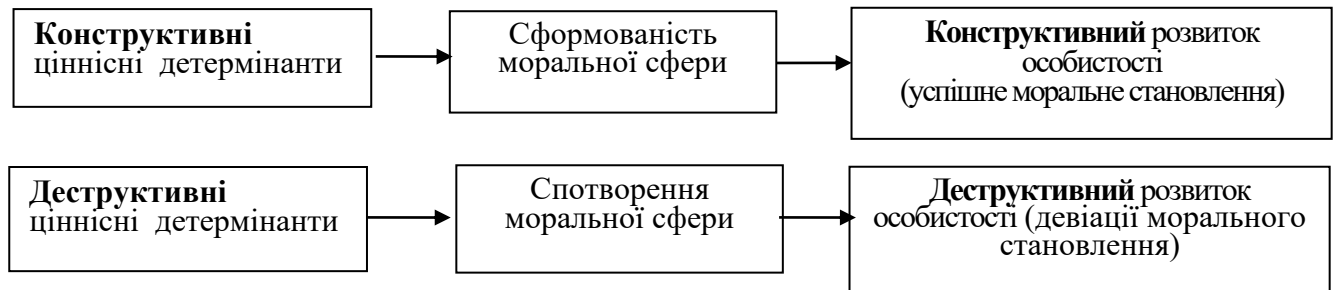 Конструктивні
ціннісні детермінанти
Сформованість
моральної сфери
Конструктивний розвиток
особистості
(успішне моральне становлення)
Деструктивні
ціннісні детермінанти
Спотворення
моральної сфери
Деструктивний розвиток
особистості (девіації морального
становлення)